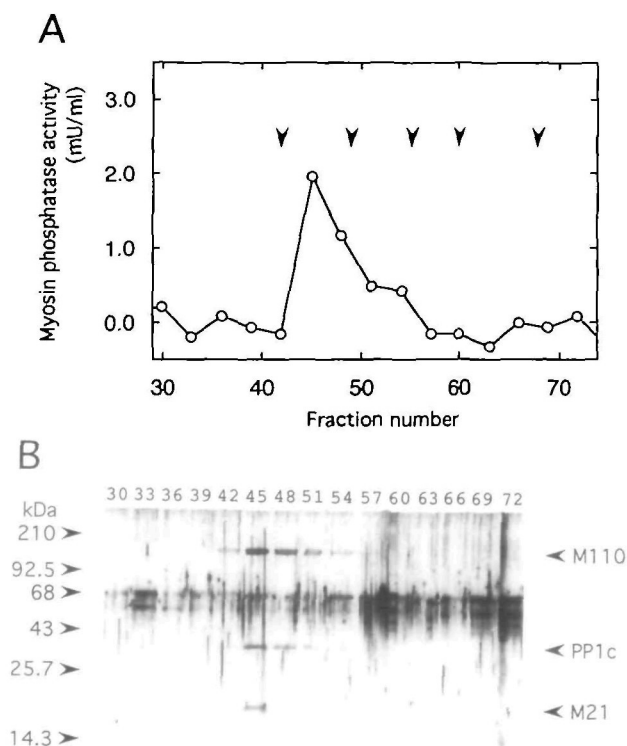 A
Myosin phosphatase activity
(mU/ml)
3.0
2.0
1.0
0.0
30 40 50 60 70
Fraction number
B
kDa
30 33 36 39 42 45 48 51 54 57 60 63 66 69 72
210
92.5
68
43
25.7
14.3
M110
PP1c
M21